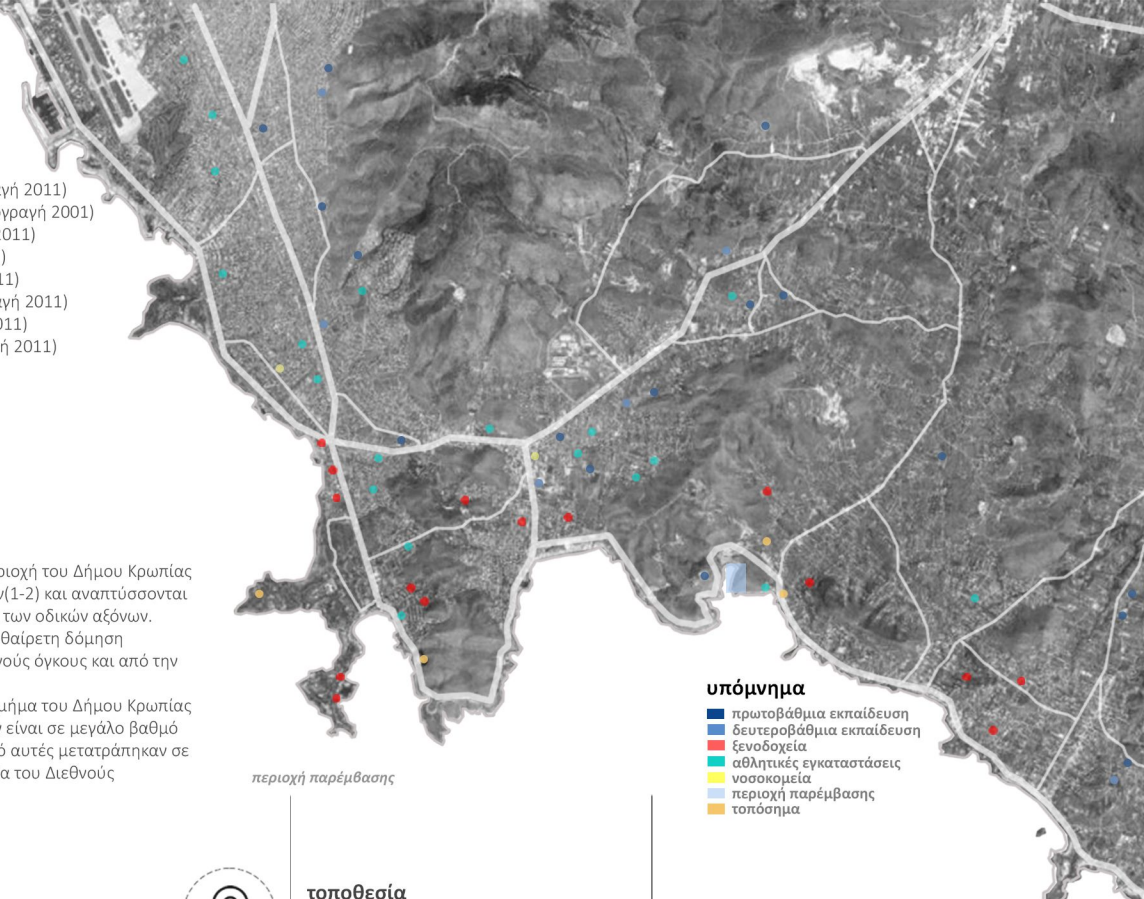 γή 2011)
γραγή 2001)
2011)
)
11)
γή 2011)
011)
ή 2011)
ριοχή του Δήμου Κρωπίας
ν(1-2) και αναπτύσσονται
των οδικών αξόνων.
θαίρετη δόμηση
νούς όγκους και από την
μήμα του Δήμου Κρωπίας
ν είναι σε μεγάλο βαθμό
ό αυτές μετατράπηκαν σε
α του Διεθνούς
περιοχή παρέμβασης
υπόμνημα
πρωτοβάθμια εκπαίδευση
δευτεροβάθμια εκπαίδευση
ξενοδοχεία
αθλητικές εγκαταστάσεις
νοσοκομεία
περιοχή παρέμβασης
τοπόσημα
τοποθεσία